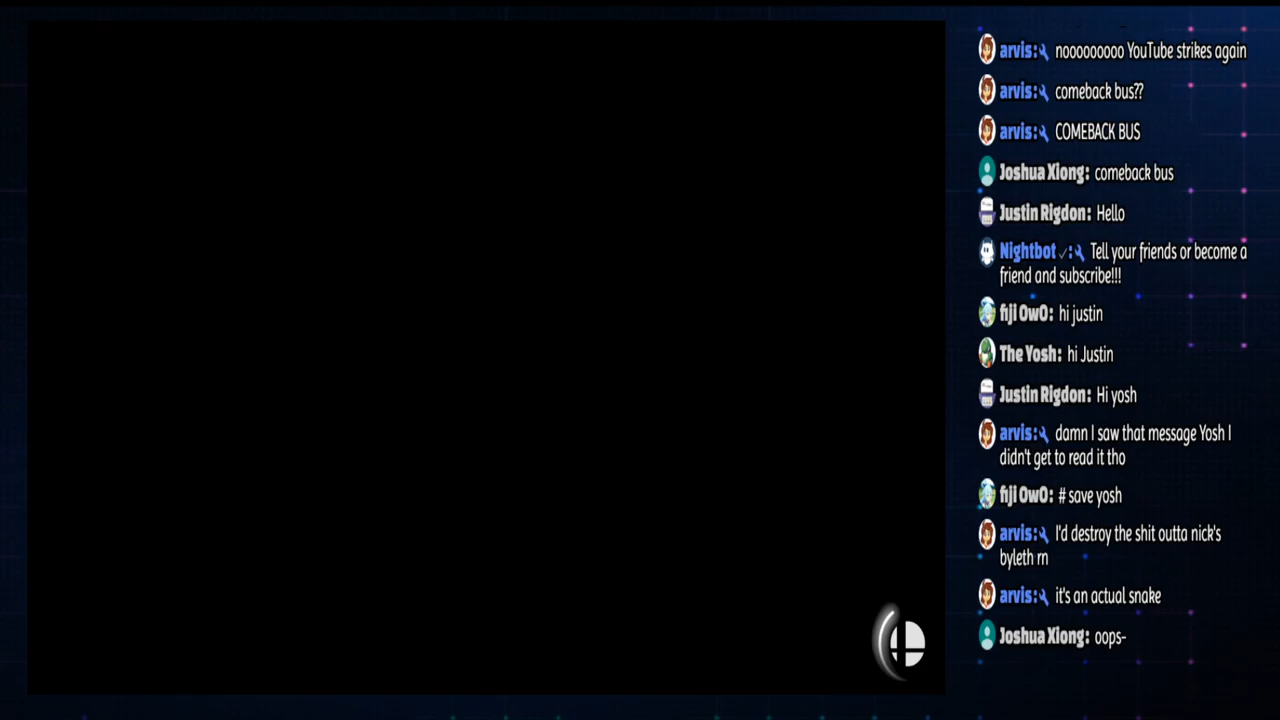 arvis: nooooooooo YouTube strikes again
arvis: comeback bus??
arvis: COMEBACK BUS
Joshua Xiong: comeback bus
Justin Rigdon: Hello
Nightbot ✓: Tell your friends or become a
friend and subscribe!!!
fiji OwO: hi justin
The Yosh: hi Justin
Justin Rigdon: Hi yosh
arvis: damn I saw that message Yosh I
didn't get to read it tho
fiji OwO: # save yosh
arvis: I'd destroy the shit outta nick's
byleth rn
arvis: it's an actual snake
Joshua Xiong: oops-